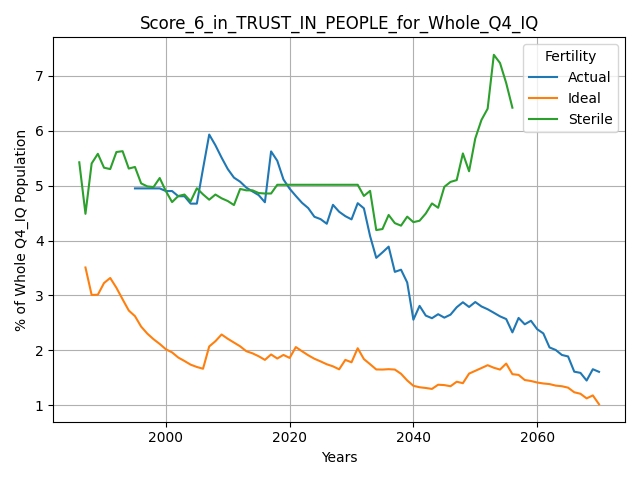 Score_6_in_TRUST_IN_PEOPLE_for_Whole_Q4_IQ
Fertility
Actual
Ideal
Sterile
% of Whole Q4_IQ Population
7
6
5
4
3
2
1
2000
2020
2040
2060
Years